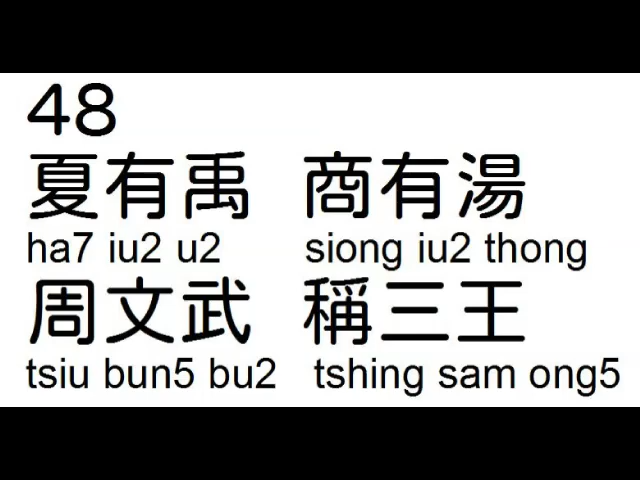 48
夏有禹 商有湯
ha7 iu2 u2 siong iu2 thong
周文武 稱三王
tsiu bun5 bu2 tshing sam ong5